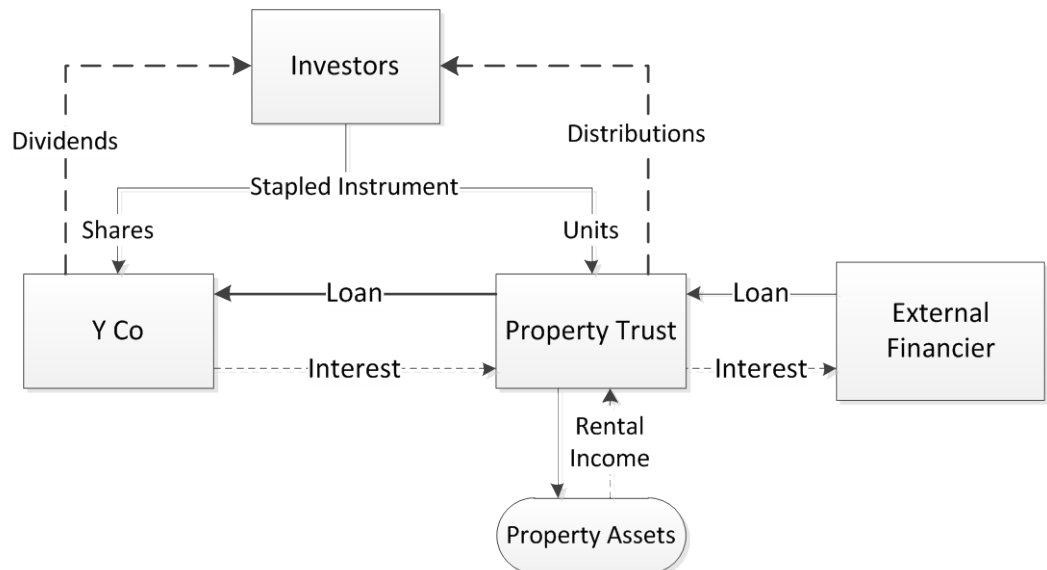 Investors
Dividends
Distributions
Stapled Instrument
Shares
Units
Y Co
Loan
Property Trust
Loan
External
Financier
Interest
Interest
Rental
Income
Property Assets